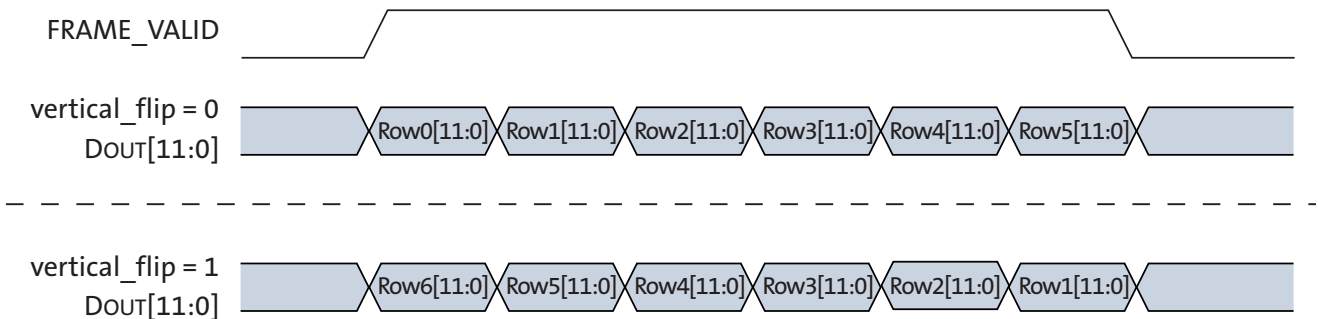 FRAME_VALID
vertical_flip = 0
DOUT[11:0]
Row0[11:0] Row1[11:0] Row2[11:0] Row3[11:0] Row4[11:0] Row5[11:0]
vertical_flip = 1
DOUT[11:0]
Row6[11:0] Row5[11:0] Row4[11:0] Row3[11:0] Row2[11:0] Row1[11:0]